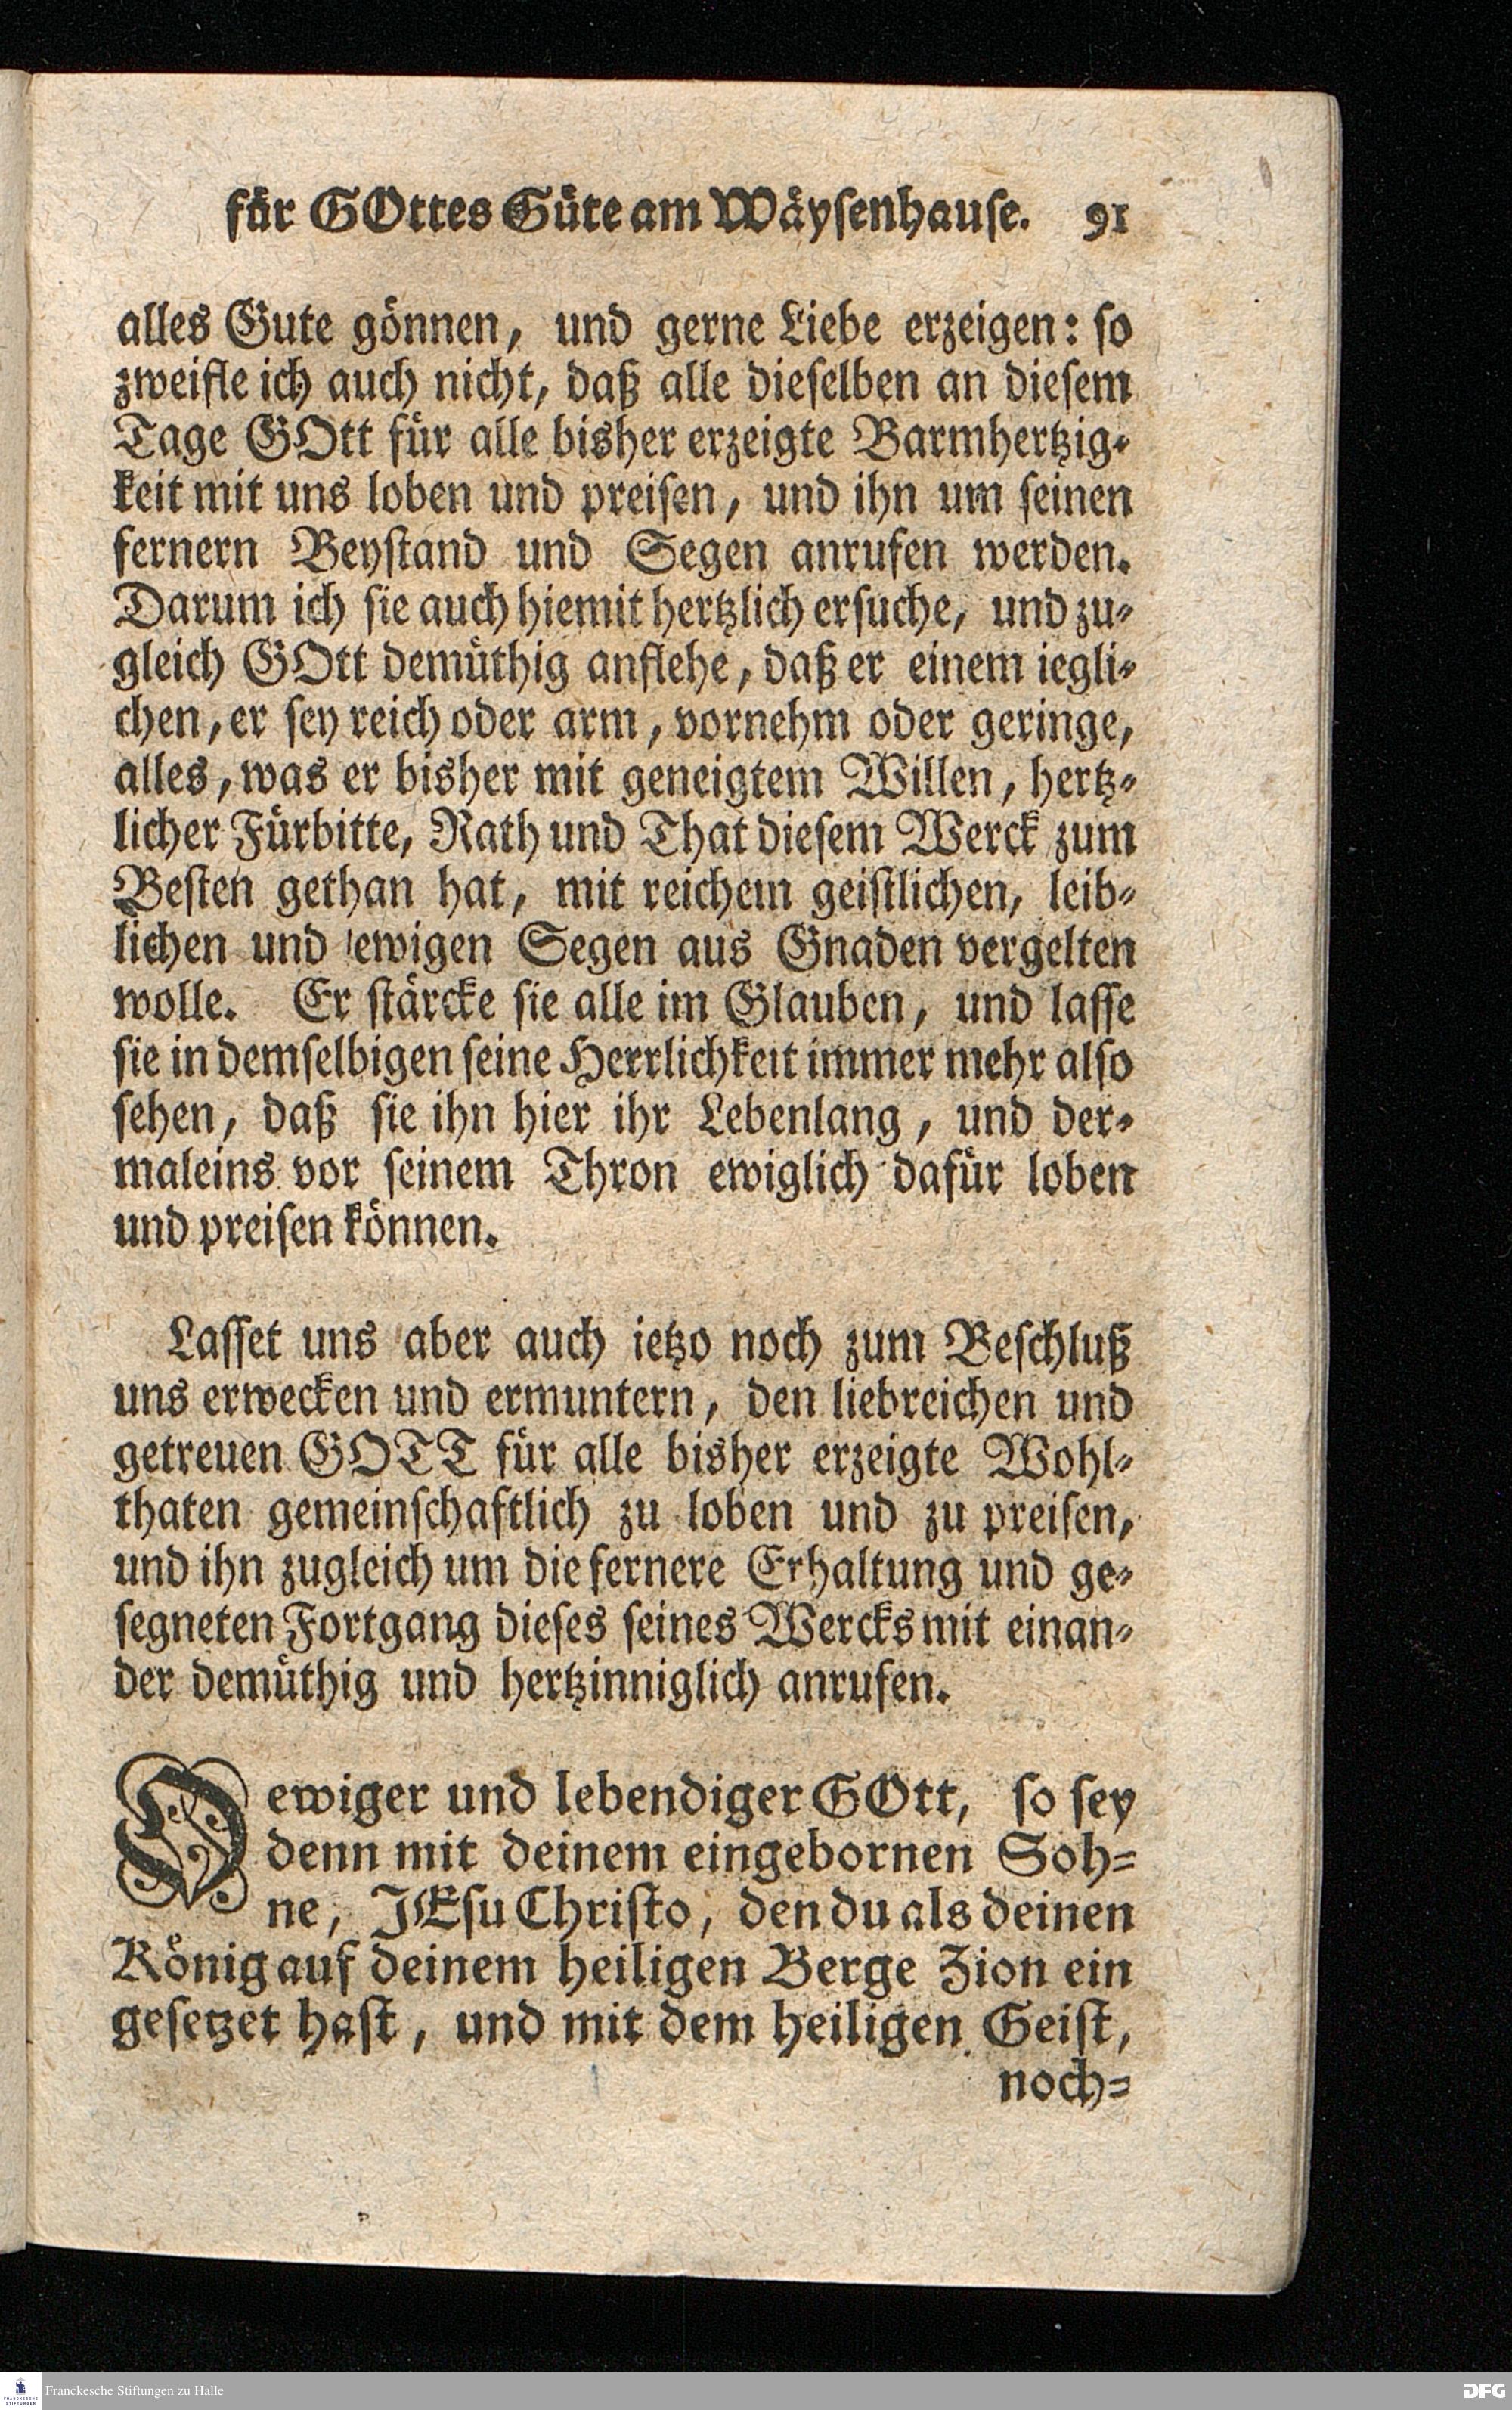 für GOttes Güte am Wäysenhause. 91
alles Gute gönnen, und gerne Liebe erzeigen: so
zweifle ich auch nicht, daß alle dieselben an diesem
Tage GOtt für alle bisher erzeigte Barmhertzig-
keit mit uns loben und preisen, und ihn um seinen
fernern Beystand und Segen anrufen werden.
Darum ich sie auch hiemit hertzlich ersuche, und zu-
gleich GOtt demüthig anflehe, daß er einem iegli-
chen, er sey reich oder arm, vornehm oder geringe,
alles, was er bisher mit geneigtem Willen, hertz-
licher Fürbitte, Rath und That diesem Werck zum
Besten gethan hat, mit reichem geistlichen, leib-
lichen und ewigen Segen aus Gnaden vergelten
wolle. Er stärcke sie alle im Glauben, und lasse
sie in demselbigen seine Herrlichkeit immer mehr also
sehen, daß sie ihn hier ihr Lebenlang, und der-
maleins vor seinem Thron ewiglich dafür loben
und preisen können.
Lasset uns aber auch ietzo noch zum Beschluß
uns erwecken und ermuntern, den liebreichen und
getreuen GOTT für alle bisher erzeigte Wohl-
thaten gemeinschaftlich zu loben und zu preisen,
und ihn zugleich um die fernere Erhaltung und ge-
segneten Fortgang dieses seines Wercks mit einan-
der demüthig und hertzinniglich anrufen.
O ewiger und lebendiger GOtt, so sey
denn mit deinem eingebornen Soh-
ne, JEsu Christo, den du als deinen
König auf deinem heiligen Berge Zion ein
gesetzet hast, und mit dem heiligen Geist,
noch-
Franckesche Stiftungen zu Halle
DFG